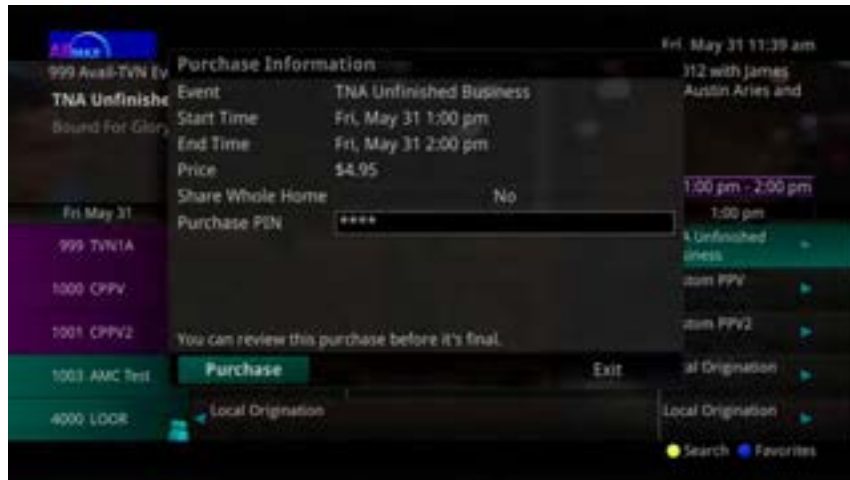 Fri May 31 11:39 am
999 Avail-TVN Ev
012 with James
TNA Unfinishe
Austin Aries and
Bound For Glory
Purchase Information
Event TNA Unfinished Business
Start Time Fri, May 31 1:00 pm
End Time Fri, May 31 2:00 pm
Price $4.95
Share Whole Home No
Purchase PIN ****
You can review this purchase before it's final.
Purchase Exit
1:00 pm - 2:00 pm
Fri May 31 1:00 pm
999 TVN1A
A Unfinished
iness
1000 CPPV
stom PPV
1001 CPPV2
stom PPV2
1003 AMC Test
al Origination
4000 LOOR Local Origination Local Origination
Search Favorites